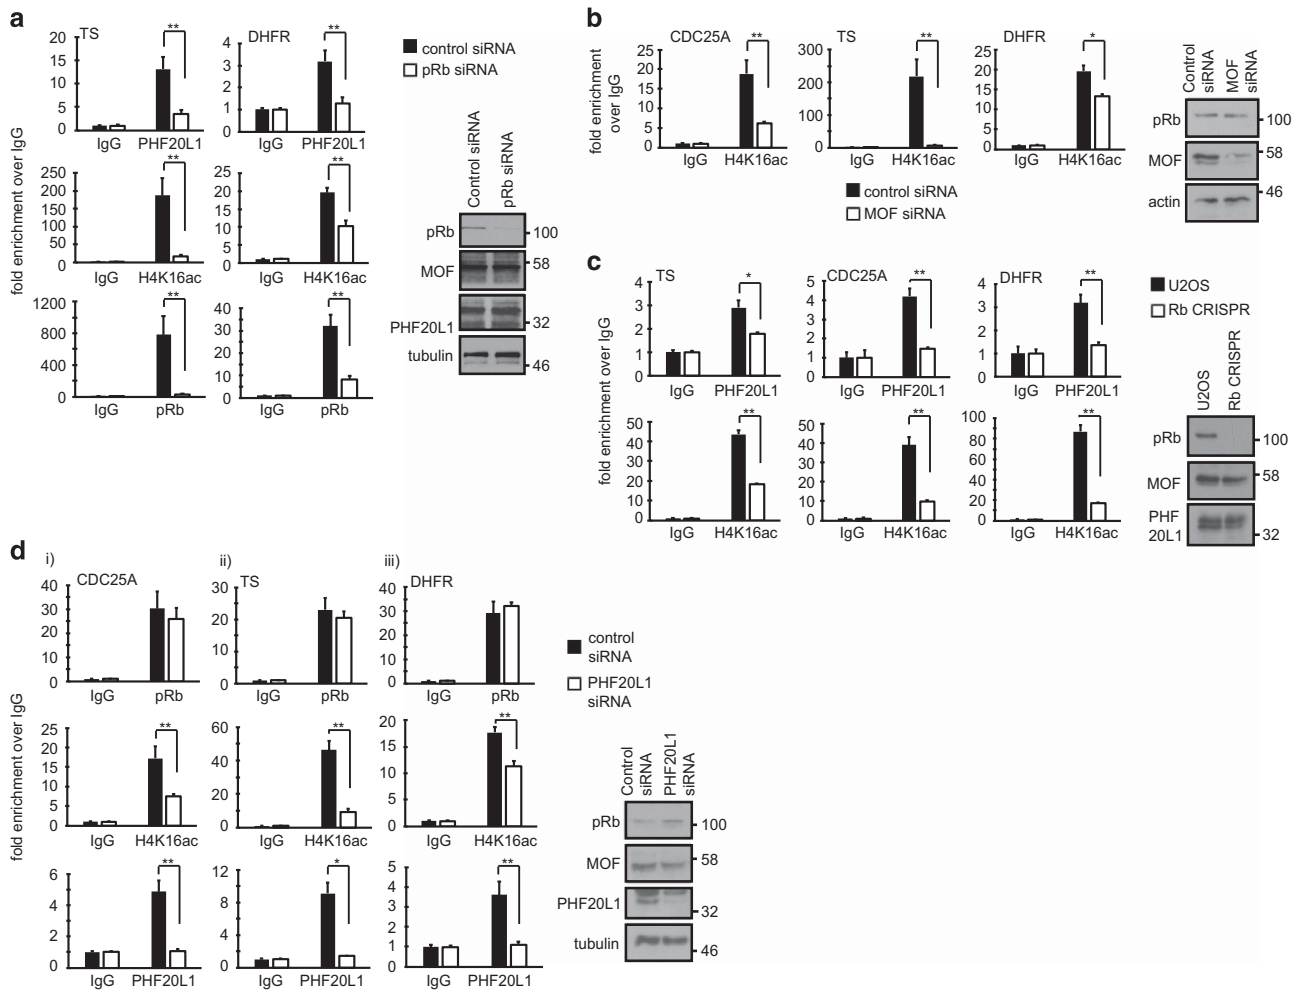 a
TS
DHFR
**
**
control siRNA
pRb siRNA
fold enrichment over IgG
20
15
10
5
0
4
3
2
1
0
IgG PHF20L1
IgG PHF20L1
**
**
250
200
150
100
50
0
25
20
15
10
5
0
IgG H4K16ac
IgG H4K16ac
**
**
1200
800
600
400
0
40
30
20
10
0
IgG pRb
IgG pRb
Control siRNA
pRb siRNA
pRb
100
MOF
58
PHF20L1
32
tubulin
46
b
CDC25A
TS
DHFR
**
**
*
fold enrichment
over IgG
25
20
15
10
5
0
300
200
100
0
25
20
15
10
5
0
IgG H4K16ac
IgG H4K16ac
IgG H4K16ac
control siRNA
MOF siRNA
Control
siRNA
MOF
siRNA
pRb
100
MOF
58
actin
46
c
TS
CDC25A
DHFR
*
**
**
U2OS
Rb CRISPR
fold enrichment over IgG
4
3
2
1
0
5
4
3
2
1
0
4
3
2
1
0
IgG PHF20L1
IgG PHF20L1
IgG PHF20L1
**
**
**
50
40
30
20
10
0
50
40
30
20
10
0
100
80
60
40
20
0
IgG H4K16ac
IgG H4K16ac
IgG H4K16ac
U2OS
Rb CRISPR
pRb
100
MOF
58
PHF
20L1
32
d
i)
ii)
iii)
CDC25A
TS
DHFR
control
siRNA
PHF20L1
siRNA
fold enrichment over IgG
40
30
20
10
0
30
20
10
0
40
30
20
10
0
IgG pRb
IgG pRb
IgG pRb
**
**
**
25
20
15
10
5
0
60
40
20
0
20
15
10
5
0
IgG H4K16ac
IgG H4K16ac
IgG H4K16ac
**
*
**
6
4
2
0
12
8
4
0
5
4
3
2
1
0
IgG PHF20L1
IgG PHF20L1
IgG PHF20L1
Control
siRNA
PHF20L1
siRNA
pRb
100
MOF
58
PHF20L1
32
tubulin
46